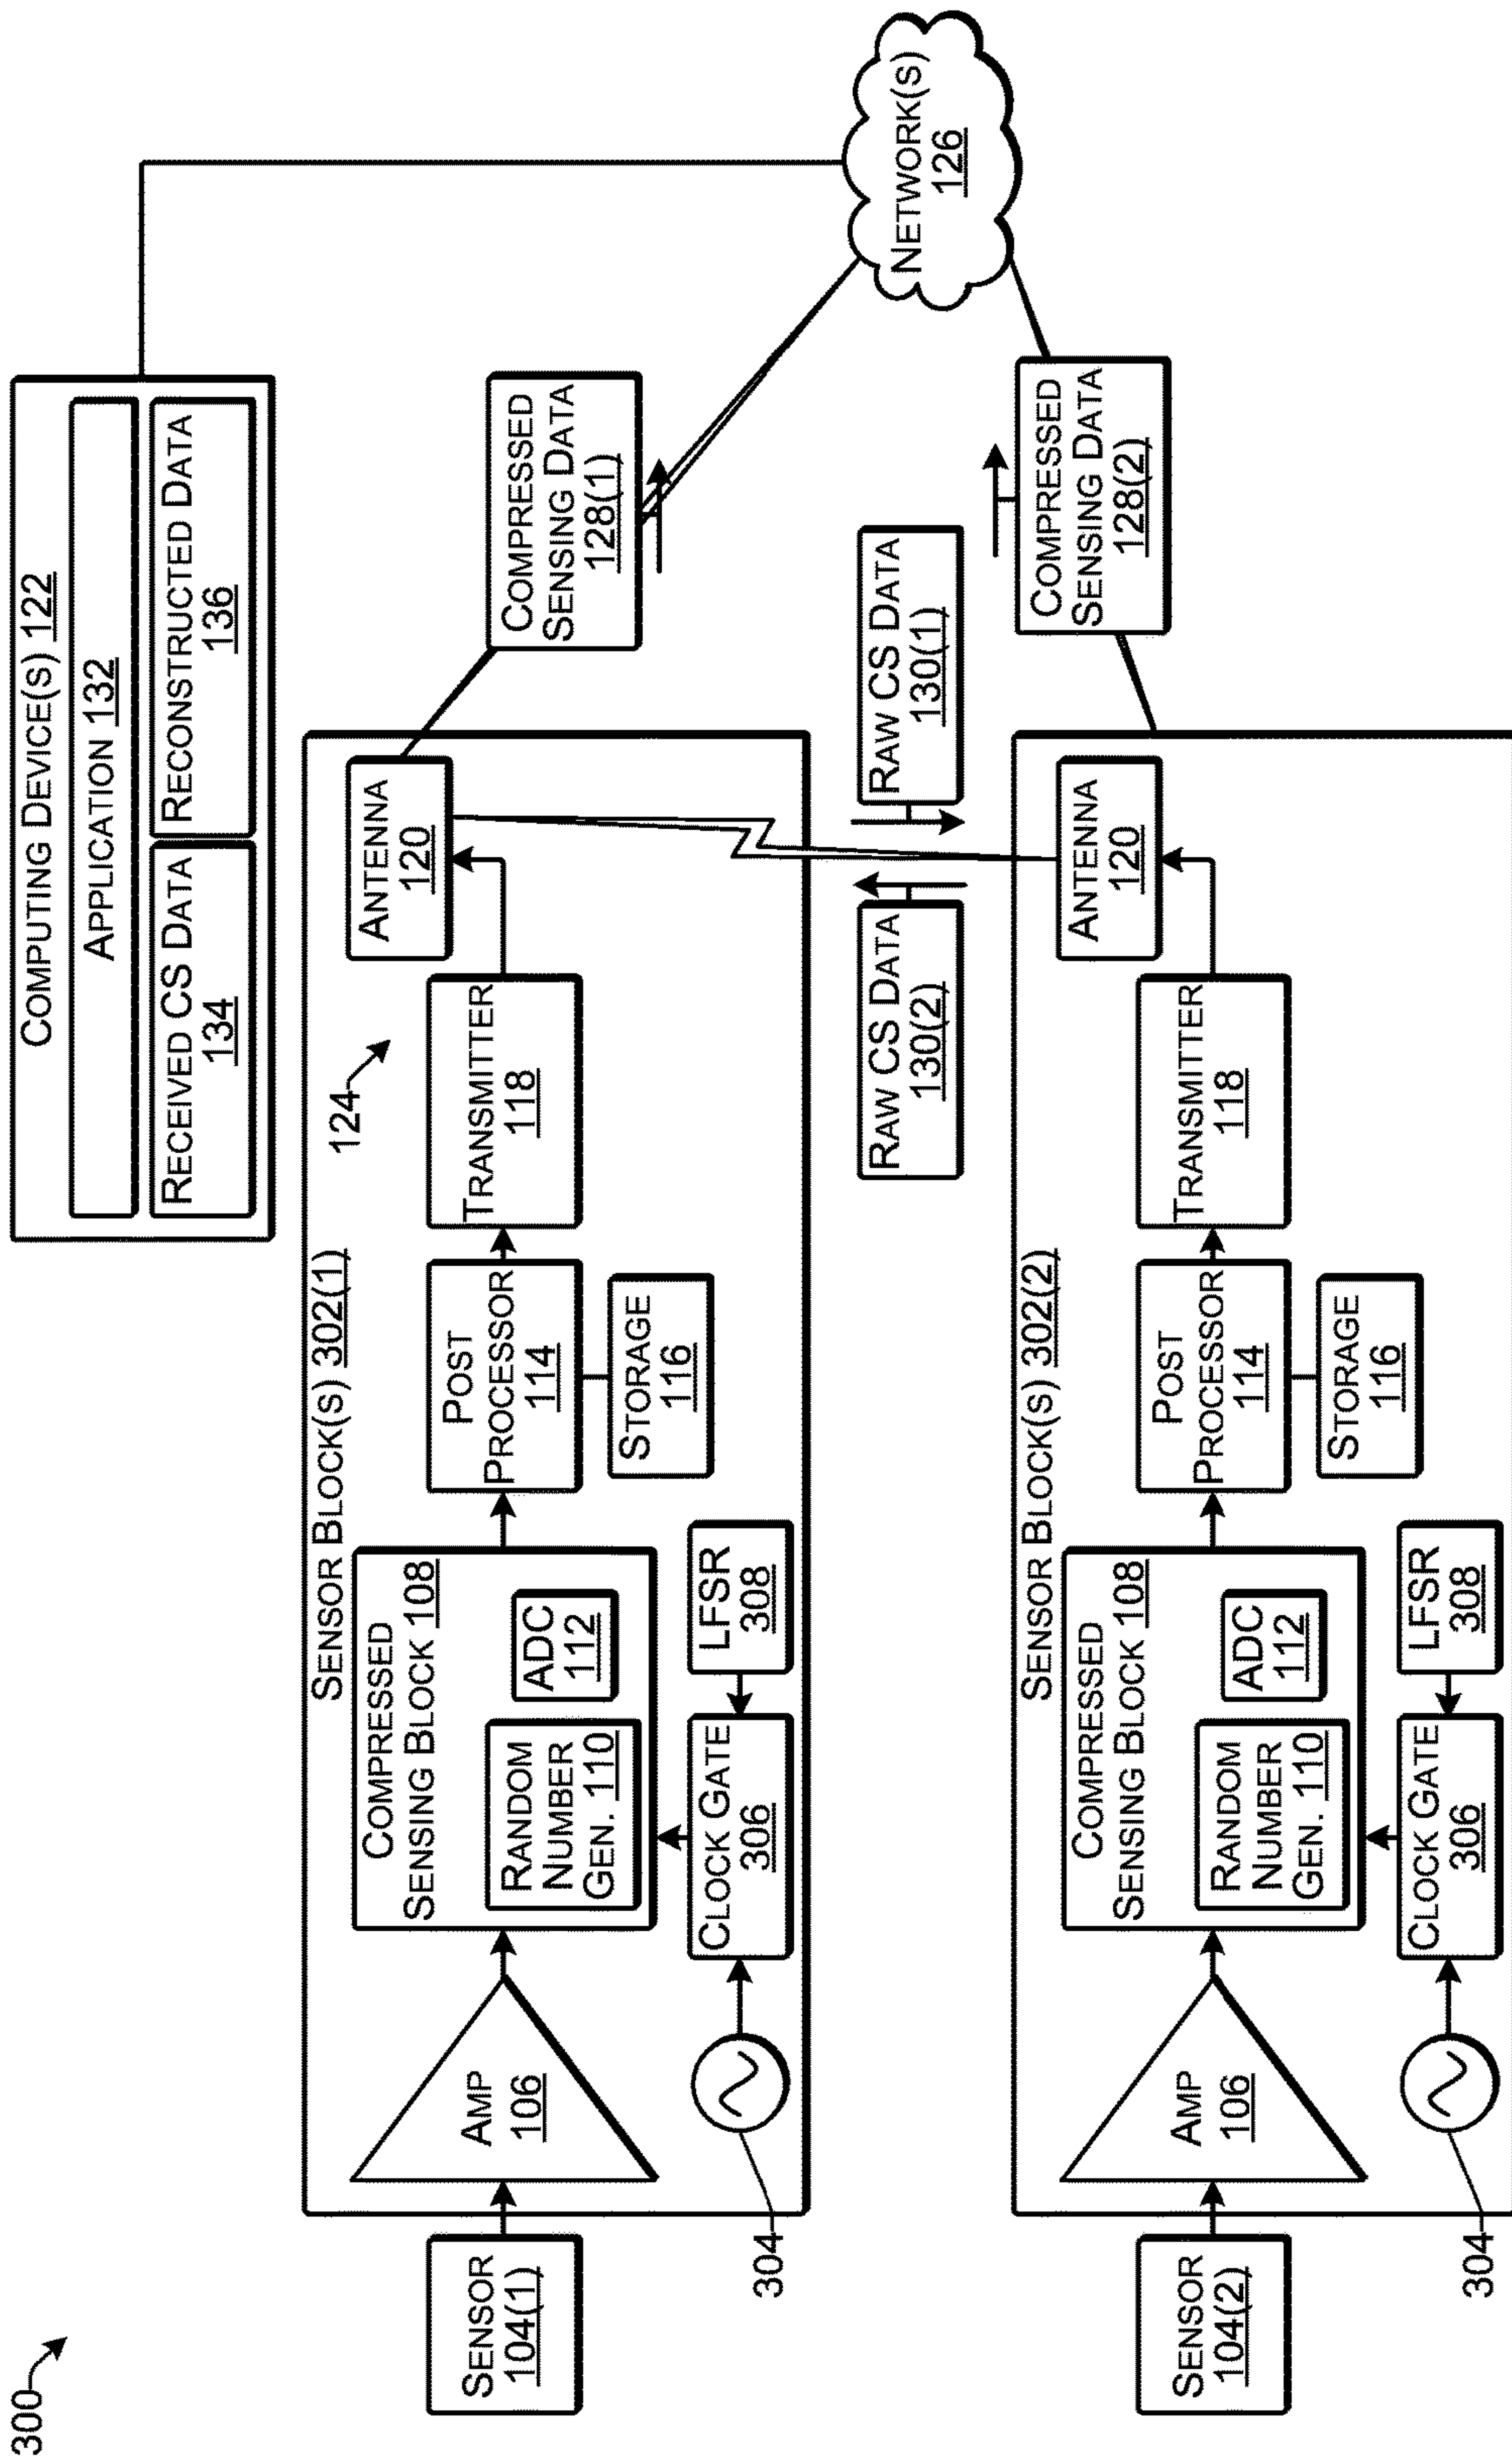 300
COMPUTING DEVICE(S) 122
APPLICATION 132
RECEIVED CS DATA
134
RECONSTRUCTED DATA
136
SENSOR BLOCK(S) 302(1)
124
SENSOR
104(1)
AMP
106
COMPRESSED
SENSING BLOCK 108
RANDOM
NUMBER
GEN. 110
ADC
112
304
CLOCK GATE
306
LFSR
308
POST
PROCESSOR
114
STORAGE
116
TRANSMITTER
118
ANTENNA
120
COMPRESSED
SENSING DATA
128(1)
RAW CS DATA
130(2)
RAW CS DATA
130(1)
NETWORK(S)
126
SENSOR BLOCK(S) 302(2)
SENSOR
104(2)
AMP
106
COMPRESSED
SENSING BLOCK 108
RANDOM
NUMBER
GEN. 110
ADC
112
304
CLOCK GATE
306
LFSR
308
POST
PROCESSOR
114
STORAGE
116
TRANSMITTER
118
ANTENNA
120
COMPRESSED
SENSING DATA
128(2)